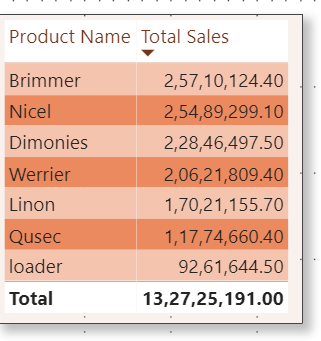 Product Name Total Sales
Brimmer 2,57,10,124.40
Nicel 2,54,89,299.10
Dimonies 2,28,46,497.50
Werrier 2,06,21,809.40
Linon 1,70,21,155.70
Qusec 1,17,74,660.40
loader 92,61,644.50
Total 13,27,25,191.00